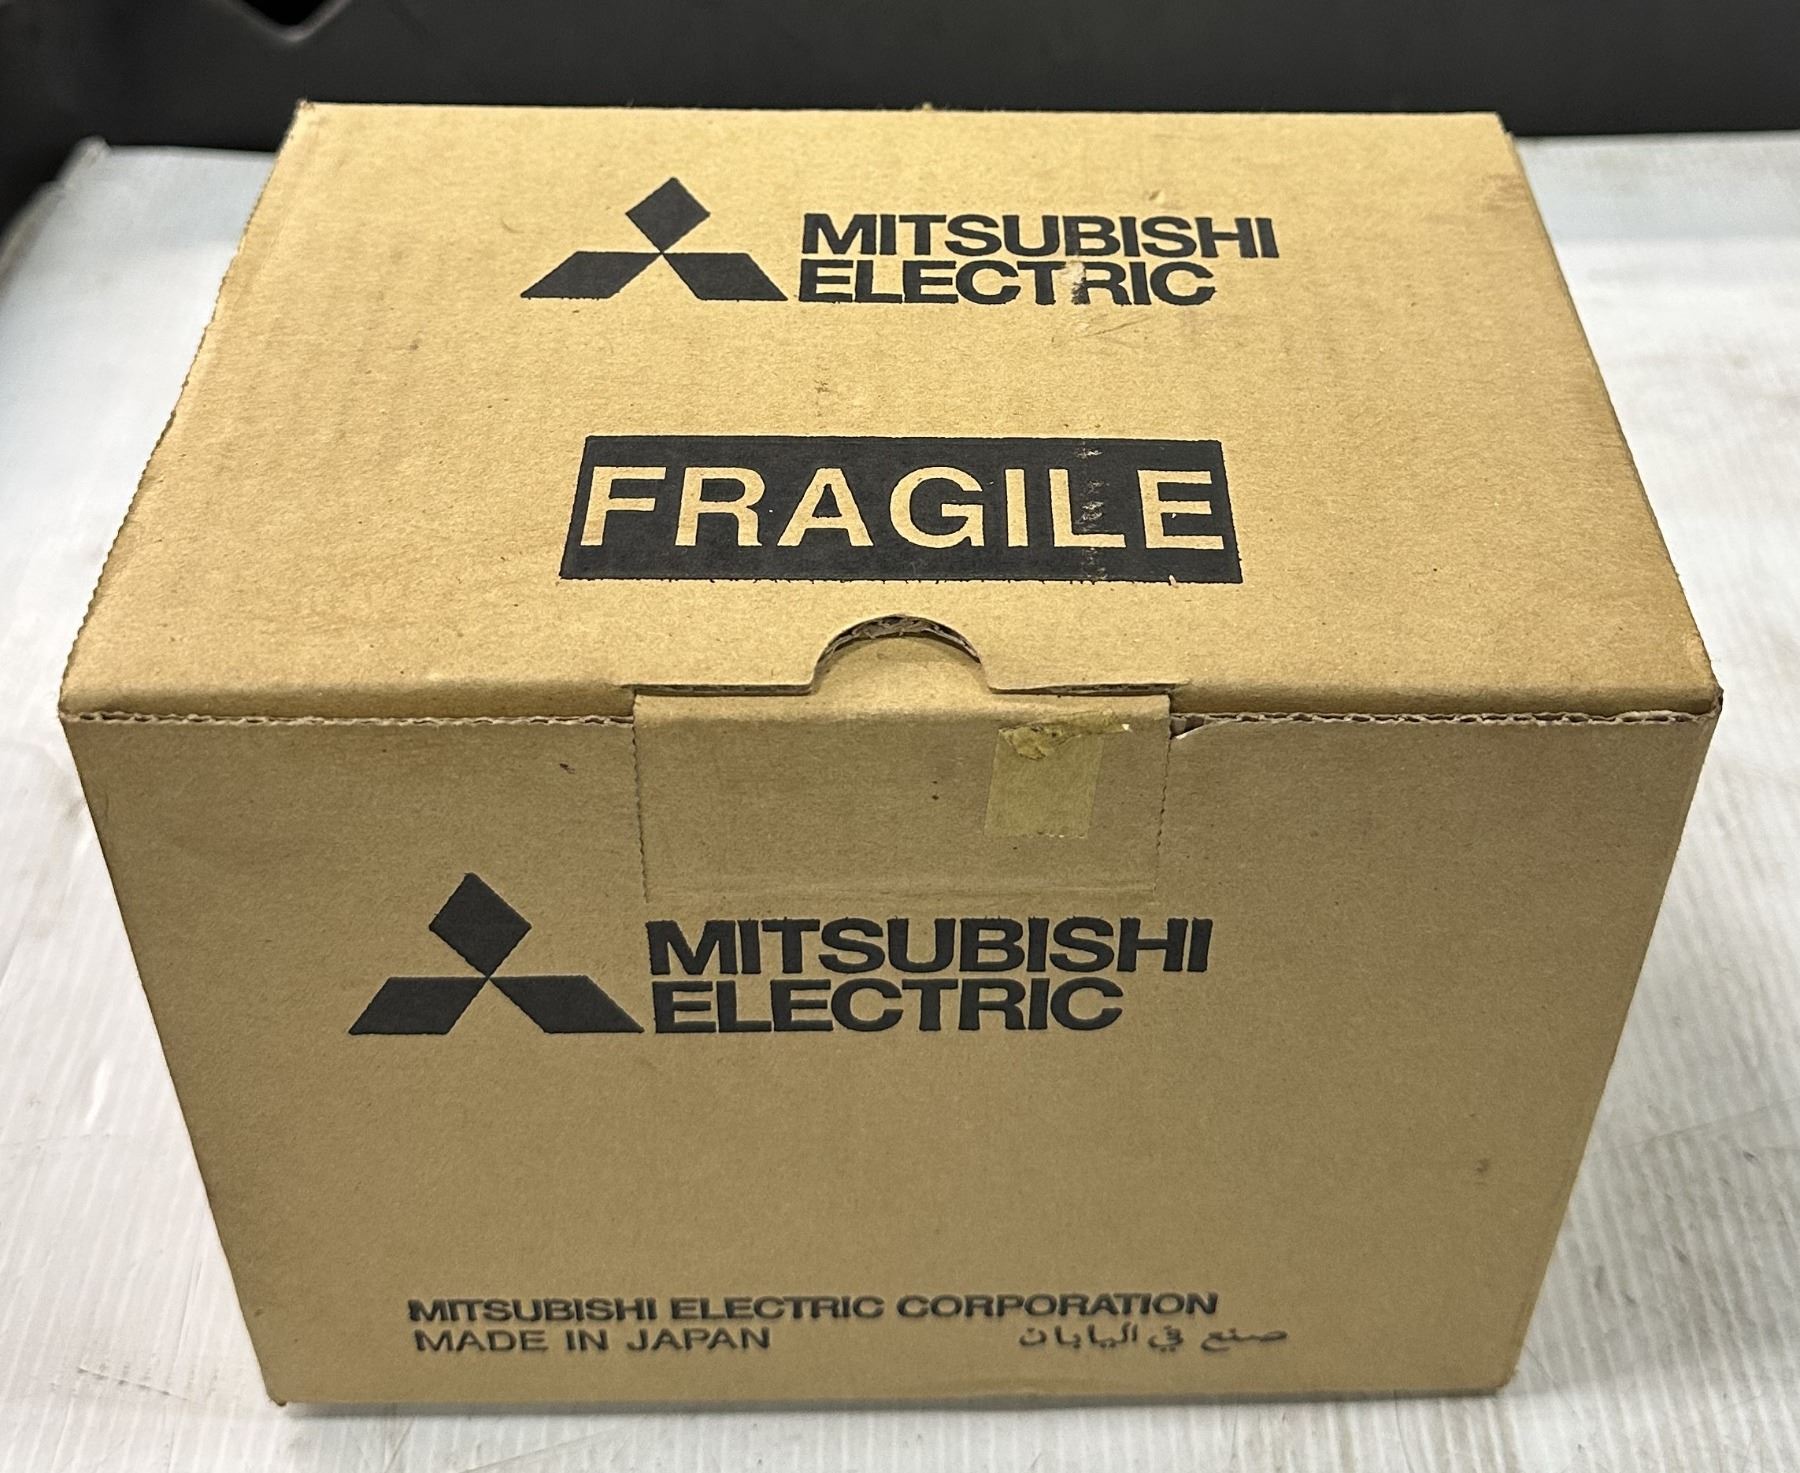 MITSUBISHI
ELECTRIC
FRAGILE
MITSUBISHI
ELECTRIC
MITSUBISHI ELECTRIC CORPORATION
MADE IN JAPAN صنع في اليابان